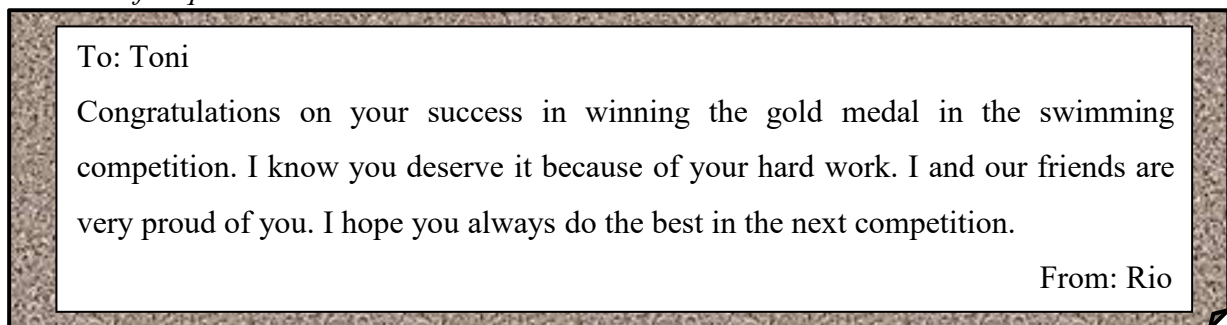 To: Toni
Congratulations on your success in winning the gold medal in the swimming
competition. I know you deserve it because of your hard work. I and our friends are
very proud of you. I hope you always do the best in the next competition.
From: Rio